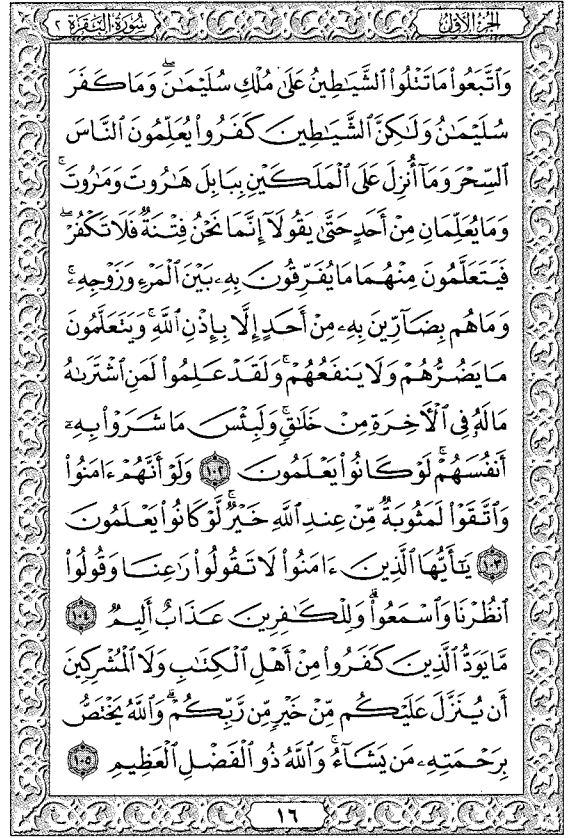 الجزء الأول
سورة البقرة ٢
وَٱتَّبَعُوا۟ مَا تَتْلُوا۟ ٱلشَّيَـٰطِينُ عَلَىٰ مُلْكِ سُلَيْمَـٰنَ ۖ وَمَا كَفَرَ
سُلَيْمَـٰنُ وَلَـٰكِنَّ ٱلشَّيَـٰطِينَ كَفَرُوا۟ يُعَلِّمُونَ ٱلنَّاسَ
ٱلسِّحْرَ وَمَآ أُنزِلَ عَلَى ٱلْمَلَكَيْنِ بِبَابِلَ هَـٰرُوتَ وَمَـٰرُوتَ ۚ
وَمَا يُعَلِّمَانِ مِنْ أَحَدٍ حَتَّىٰ يَقُولَآ إِنَّمَا نَحْنُ فِتْنَةٌ فَلَا تَكْفُرْ ۖ
فَيَتَعَلَّمُونَ مِنْهُمَا مَا يُفَرِّقُونَ بِهِۦ بَيْنَ ٱلْمَرْءِ وَزَوْجِهِۦ ۚ
وَمَا هُم بِضَآرِّينَ بِهِۦ مِنْ أَحَدٍ إِلَّا بِإِذْنِ ٱللَّهِ ۚ وَيَتَعَلَّمُونَ
مَا يَضُرُّهُمْ وَلَا يَنفَعُهُمْ ۚ وَلَقَدْ عَلِمُوا۟ لَمَنِ ٱشْتَرَىٰهُ
مَا لَهُۥ فِى ٱلْـَٔاخِرَةِ مِنْ خَلَـٰقٍ ۚ وَلَبِئْسَ مَا شَرَوْا۟ بِهِۦٓ
أَنفُسَهُمْ ۚ لَوْ كَانُوا۟ يَعْلَمُونَ ١٠٢ وَلَوْ أَنَّهُمْ ءَامَنُوا۟
وَٱتَّقَوْا۟ لَمَثُوبَةٌ مِّنْ عِندِ ٱللَّهِ خَيْرٌ ۖ لَّوْ كَانُوا۟ يَعْلَمُونَ
١٠٣ يَـٰٓأَيُّهَا ٱلَّذِينَ ءَامَنُوا۟ لَا تَقُولُوا۟ رَٰعِنَا وَقُولُوا۟
ٱنظُرْنَا وَٱسْمَعُوا۟ ۗ وَلِلْكَـٰفِرِينَ عَذَابٌ أَلِيمٌ ١٠٤
مَّا يَوَدُّ ٱلَّذِينَ كَفَرُوا۟ مِنْ أَهْلِ ٱلْكِتَـٰبِ وَلَا ٱلْمُشْرِكِينَ
أَن يُنَزَّلَ عَلَيْكُم مِّنْ خَيْرٍ مِّن رَّبِّكُمْ ۗ وَٱللَّهُ يَخْتَصُّ
بِرَحْمَتِهِۦ مَن يَشَآءُ ۚ وَٱللَّهُ ذُو ٱلْفَضْلِ ٱلْعَظِيمِ ١٠٥
١٦